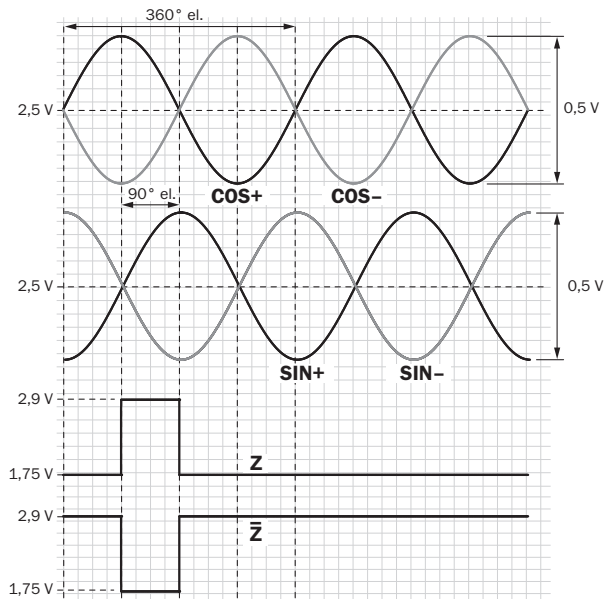 360° el.
2,5 V
0,5 V
90° el.
COS+
COS–
2,5 V
0,5 V
SIN+
SIN–
2,9 V
Z
1,75 V
2,9 V
Z̅
1,75 V